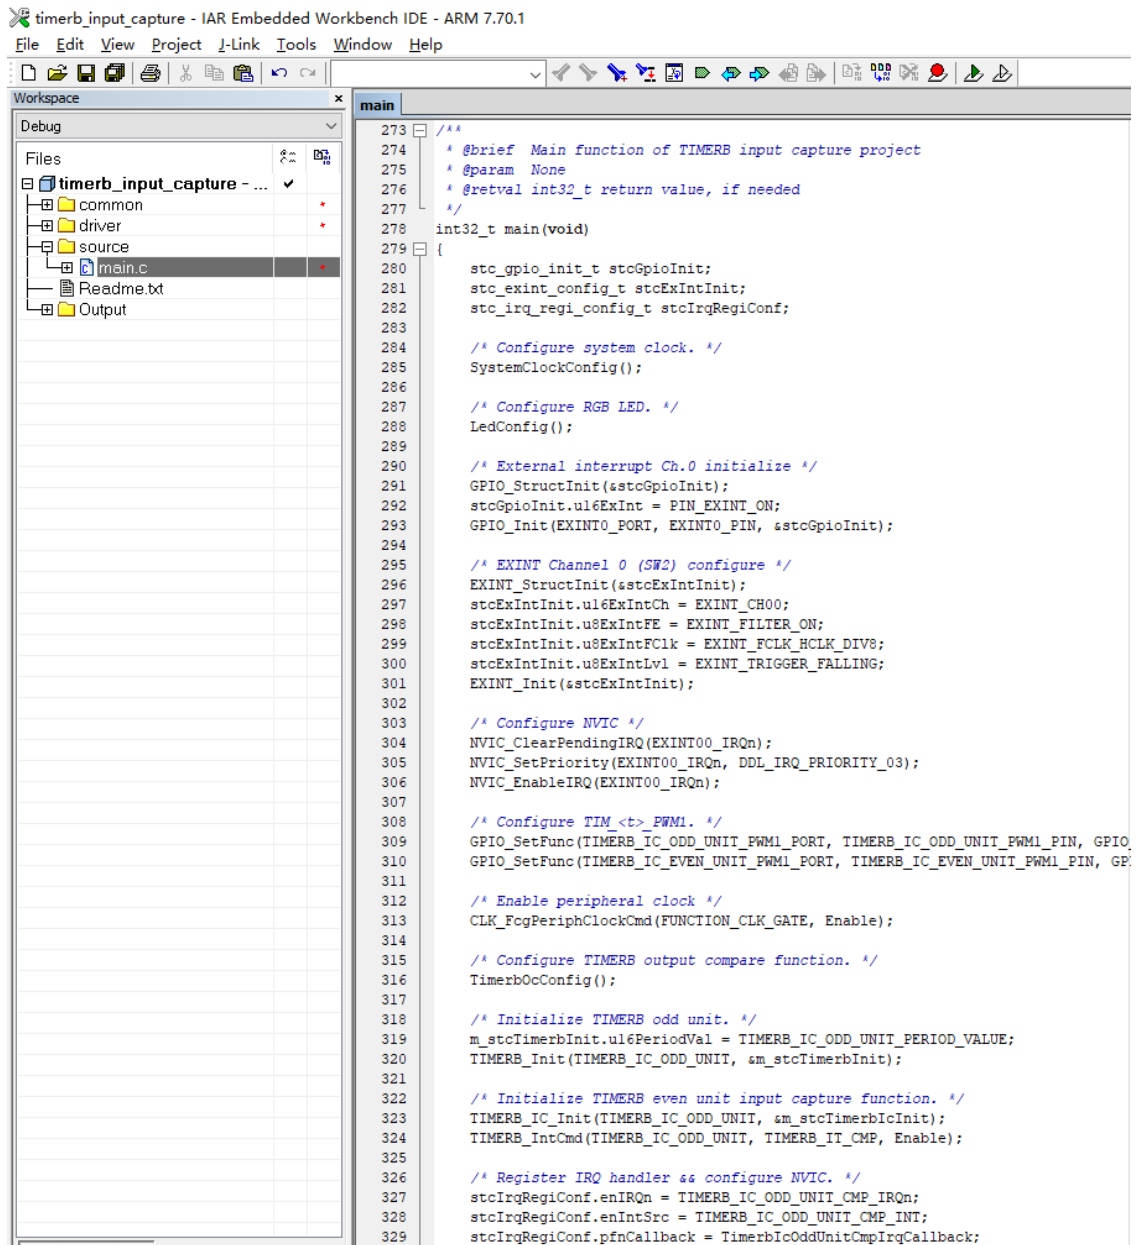 timerb_input_capture - IAR Embedded Workbench IDE - ARM 7.70.1
File Edit View Project J-Link Tools Window Help
Workspace
Debug
Files
timerb_input_capture - ...
common
driver
source
main.c
Readme.txt
Output
main
273 /**
274 * @brief Main function of TIMERB input capture project
275 * @param None
276 * @retval int32_t return value, if needed
277 */
278 int32_t main(void)
279 {
280 stc_gpio_init_t stcGpioInit;
281 stc_exint_config_t stcExIntInit;
282 stc_irq_regi_config_t stcIrqRegiConf;
283
284 /* Configure system clock. */
285 SystemClockConfig();
286
287 /* Configure RGB LED. */
288 LedConfig();
289
290 /* External interrupt Ch.0 initialize */
291 GPIO_StructInit(&stcGpioInit);
292 stcGpioInit.u16ExInt = PIN_EXINT_ON;
293 GPIO_Init(EXINT0_PORT, EXINT0_PIN, &stcGpioInit);
294
295 /* EXINT Channel 0 (SW2) configure */
296 EXINT_StructInit(&stcExIntInit);
297 stcExIntInit.u16ExIntCh = EXINT_CH00;
298 stcExIntInit.u8ExIntFE = EXINT_FILTER_ON;
299 stcExIntInit.u8ExIntFClk = EXINT_FCLK_HCLK_DIV8;
300 stcExIntInit.u8ExIntLvl = EXINT_TRIGGER_FALLING;
301 EXINT_Init(&stcExIntInit);
302
303 /* Configure NVIC */
304 NVIC_ClearPendingIRQ(EXINT00_IRQn);
305 NVIC_SetPriority(EXINT00_IRQn, DDL_IRQ_PRIORITY_03);
306 NVIC_EnableIRQ(EXINT00_IRQn);
307
308 /* Configure TIM_<t>_PWM1. */
309 GPIO_SetFunc(TIMERB_IC_ODD_UNIT_PWM1_PORT, TIMERB_IC_ODD_UNIT_PWM1_PIN, GPIO_
310 GPIO_SetFunc(TIMERB_IC_EVEN_UNIT_PWM1_PORT, TIMERB_IC_EVEN_UNIT_PWM1_PIN, GPI
311
312 /* Enable peripheral clock */
313 CLK_FcgPeriphClockCmd(FUNCTION_CLK_GATE, Enable);
314
315 /* Configure TIMERB output compare function. */
316 TimerbOcConfig();
317
318 /* Initialize TIMERB odd unit. */
319 m_stcTimerbInit.u16PeriodVal = TIMERB_IC_ODD_UNIT_PERIOD_VALUE;
320 TIMERB_Init(TIMERB_IC_ODD_UNIT, &m_stcTimerbInit);
321
322 /* Initialize TIMERB even unit input capture function. */
323 TIMERB_IC_Init(TIMERB_IC_ODD_UNIT, &m_stcTimerbIcInit);
324 TIMERB_IntCmd(TIMERB_IC_ODD_UNIT, TIMERB_IT_CMP, Enable);
325
326 /* Register IRQ handler && configure NVIC. */
327 stcIrqRegiConf.enIRQn = TIMERB_IC_ODD_UNIT_CMP_IRQn;
328 stcIrqRegiConf.enIntSrc = TIMERB_IC_ODD_UNIT_CMP_INT;
329 stcIrqRegiConf.pfnCallback = TimerbIcOddUnitCmpIrqCallback;